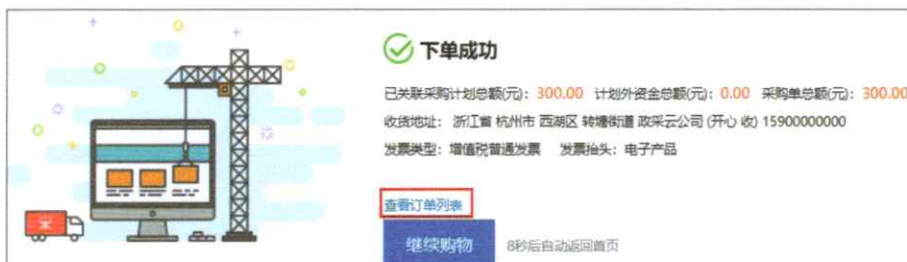 下单成功
已关联采购计划总额(元)：300.00 计划外资金总额(元)：0.00 采购单总额(元)：300.00
收货地址： 浙江省 杭州市 西湖区 转塘街道 政采云公司 (开心 收) 15900000000
发票类型：增值税普通发票 发票抬头：电子产品
查看订单列表
继续购物 8秒后自动返回首页